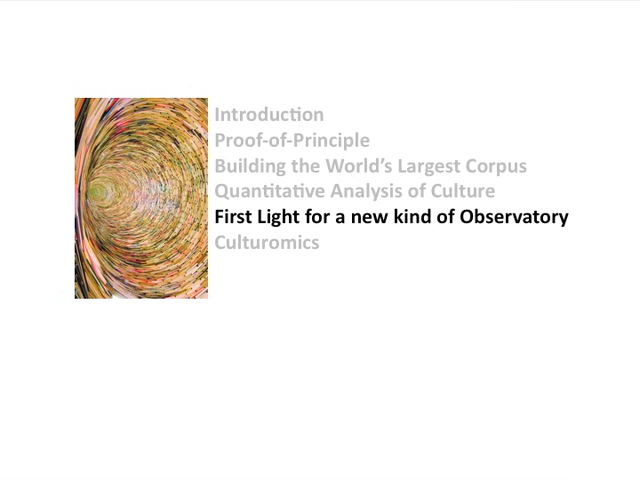 Introduction
Proof-of-Principle
Building the World's Largest Corpus
Quantitative Analysis of Culture
First Light for a new kind of Observatory
Culturomics